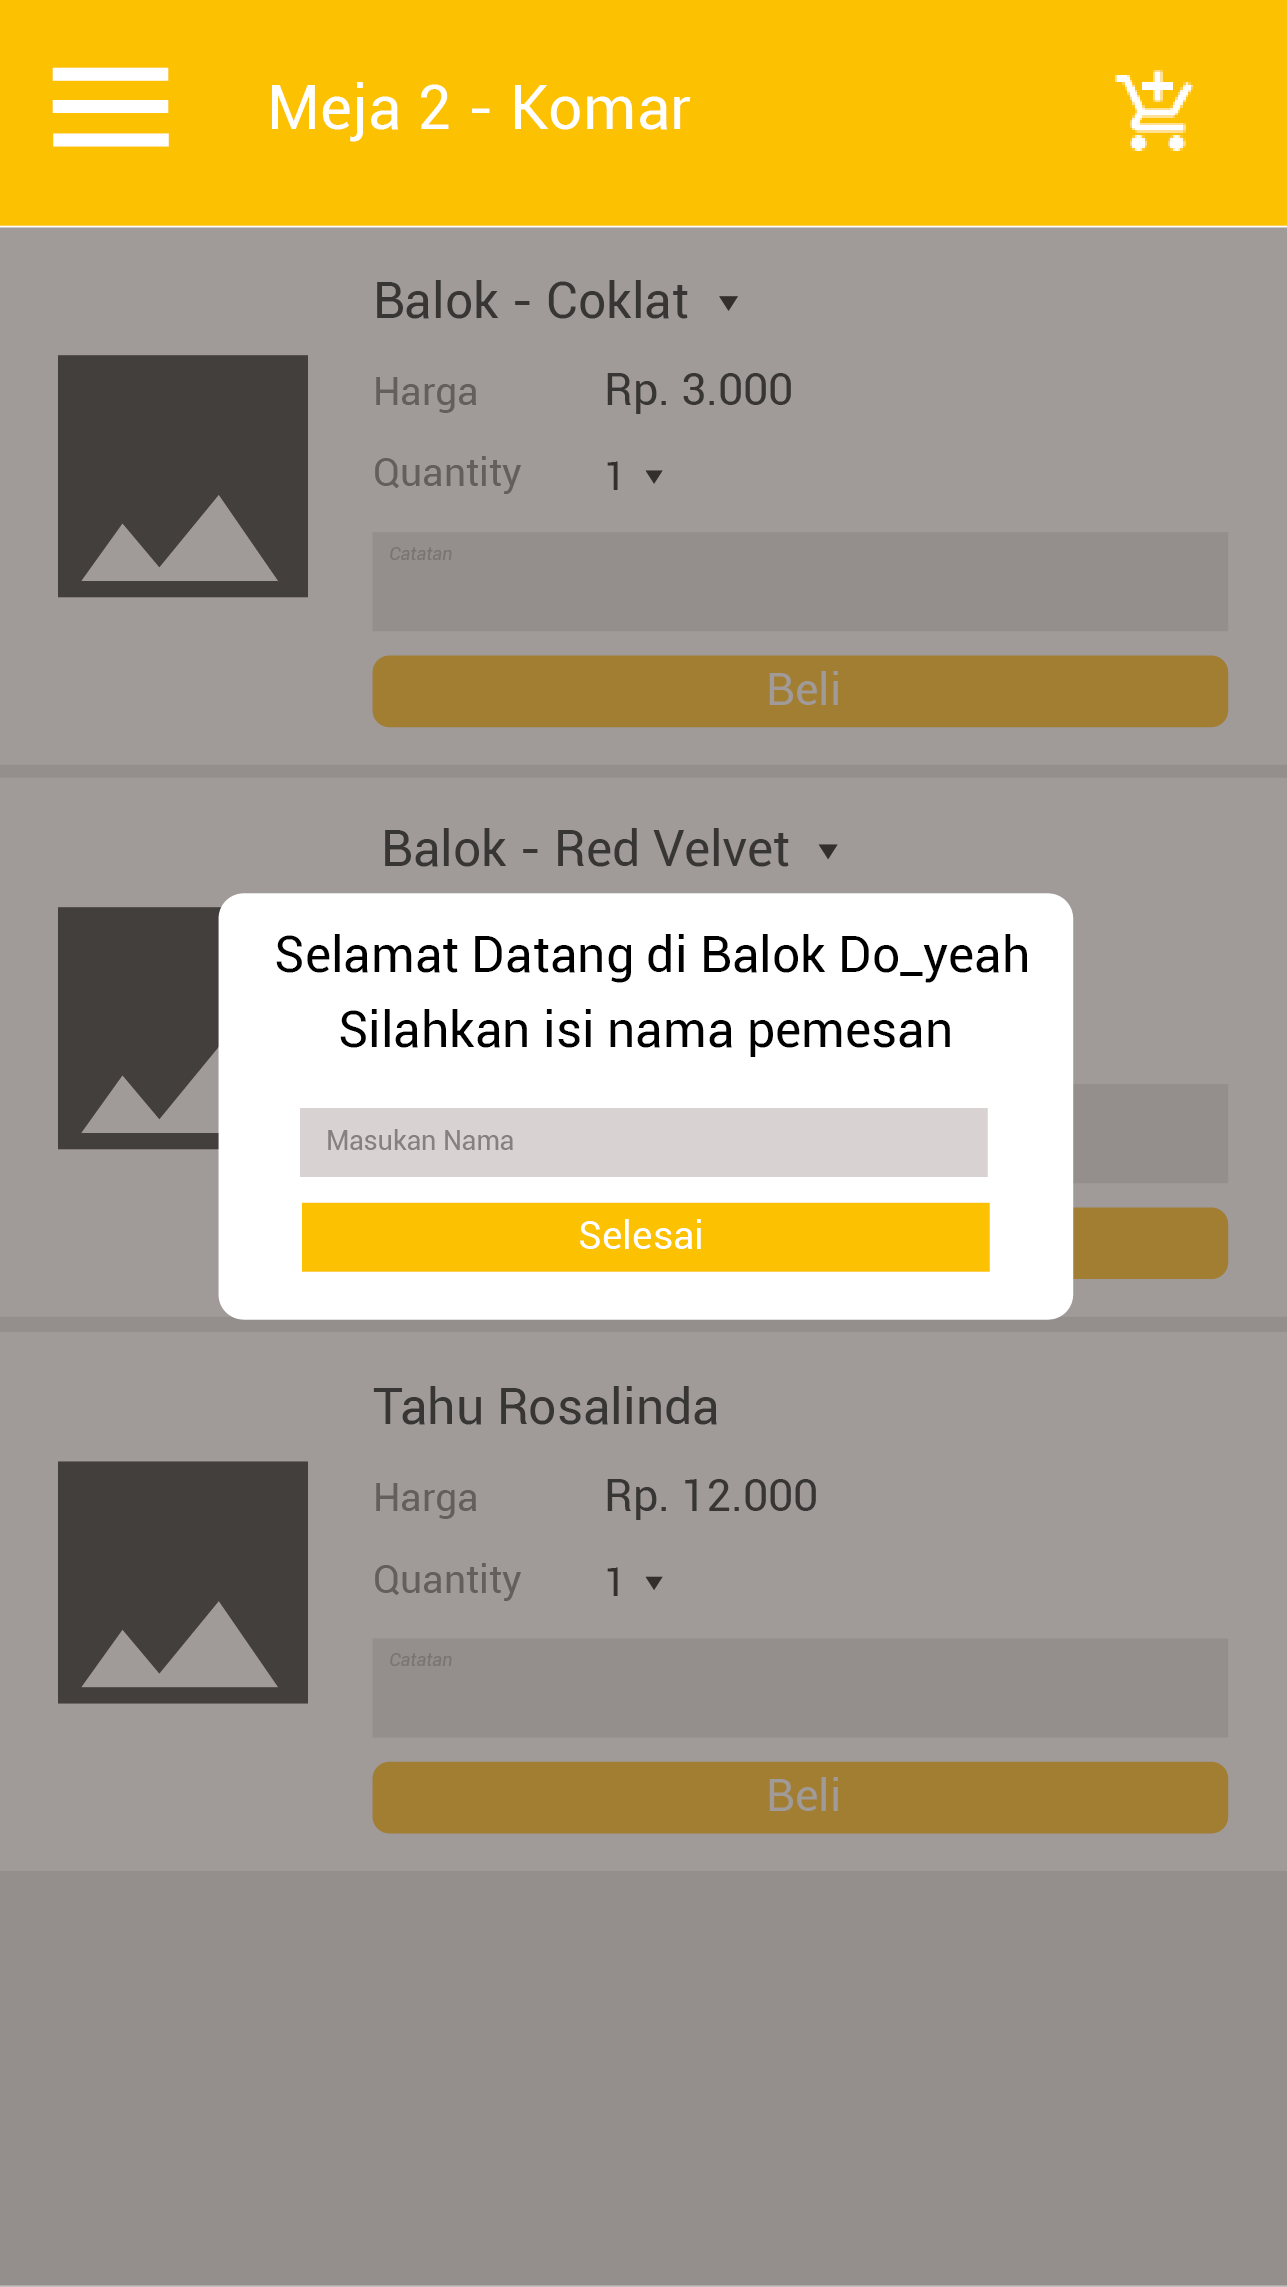 Meja 2 - Komar
Balok - Coklat
Harga Rp. 3.000
Quantity 1
Catatan
Beli
Balok - Red Velvet
Selamat Datang di Balok Do_yeah
Silahkan isi nama pemesan
Masukan Nama
Selesai
Tahu Rosalinda
Harga Rp. 12.000
Quantity 1
Catatan
Beli